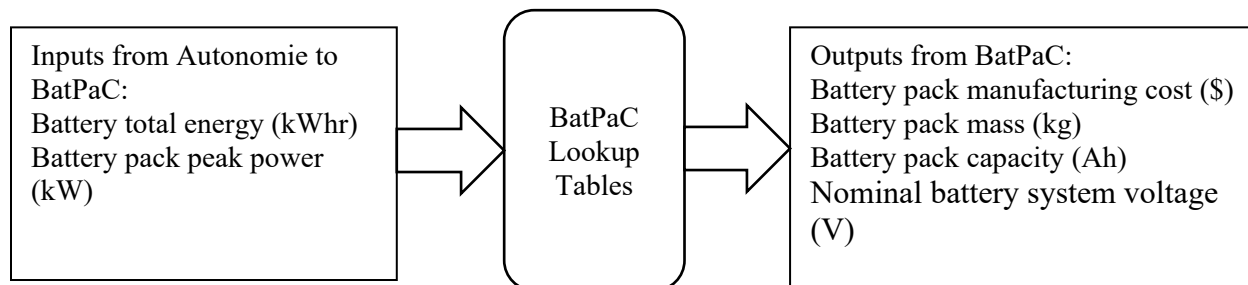 Inputs from Autonomie to
BatPaC:
Battery total energy (kWhr)
Battery pack peak power
(kW)
BatPaC
Lookup
Tables
Outputs from BatPaC:
Battery pack manufacturing cost ($)
Battery pack mass (kg)
Battery pack capacity (Ah)
Nominal battery system voltage
(V)